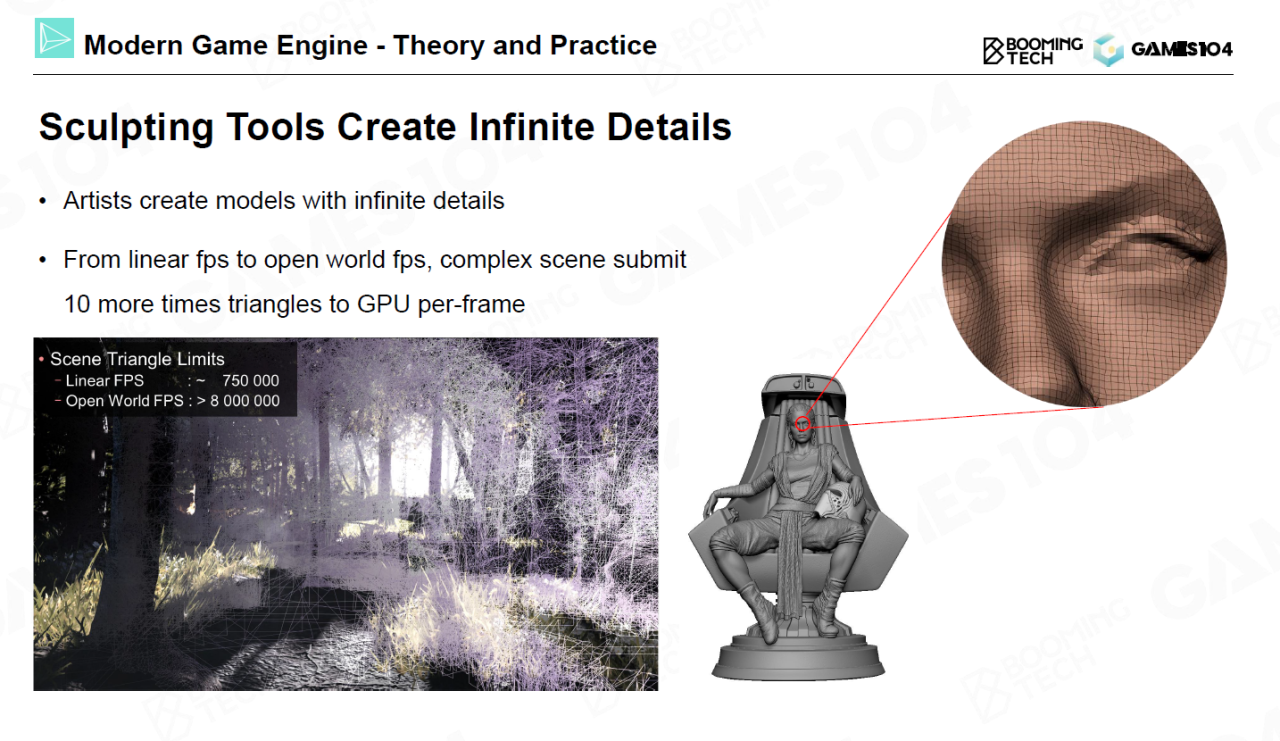 Modern Game Engine - Theory and Practice
BOOMING
TECH
GAMES104
Sculpting Tools Create Infinite Details
• Artists create models with infinite details
• From linear fps to open world fps, complex scene submit
10 more times triangles to GPU per-frame
• Scene Triangle Limits
- Linear FPS : ~ 750 000
- Open World FPS : > 8 000 000